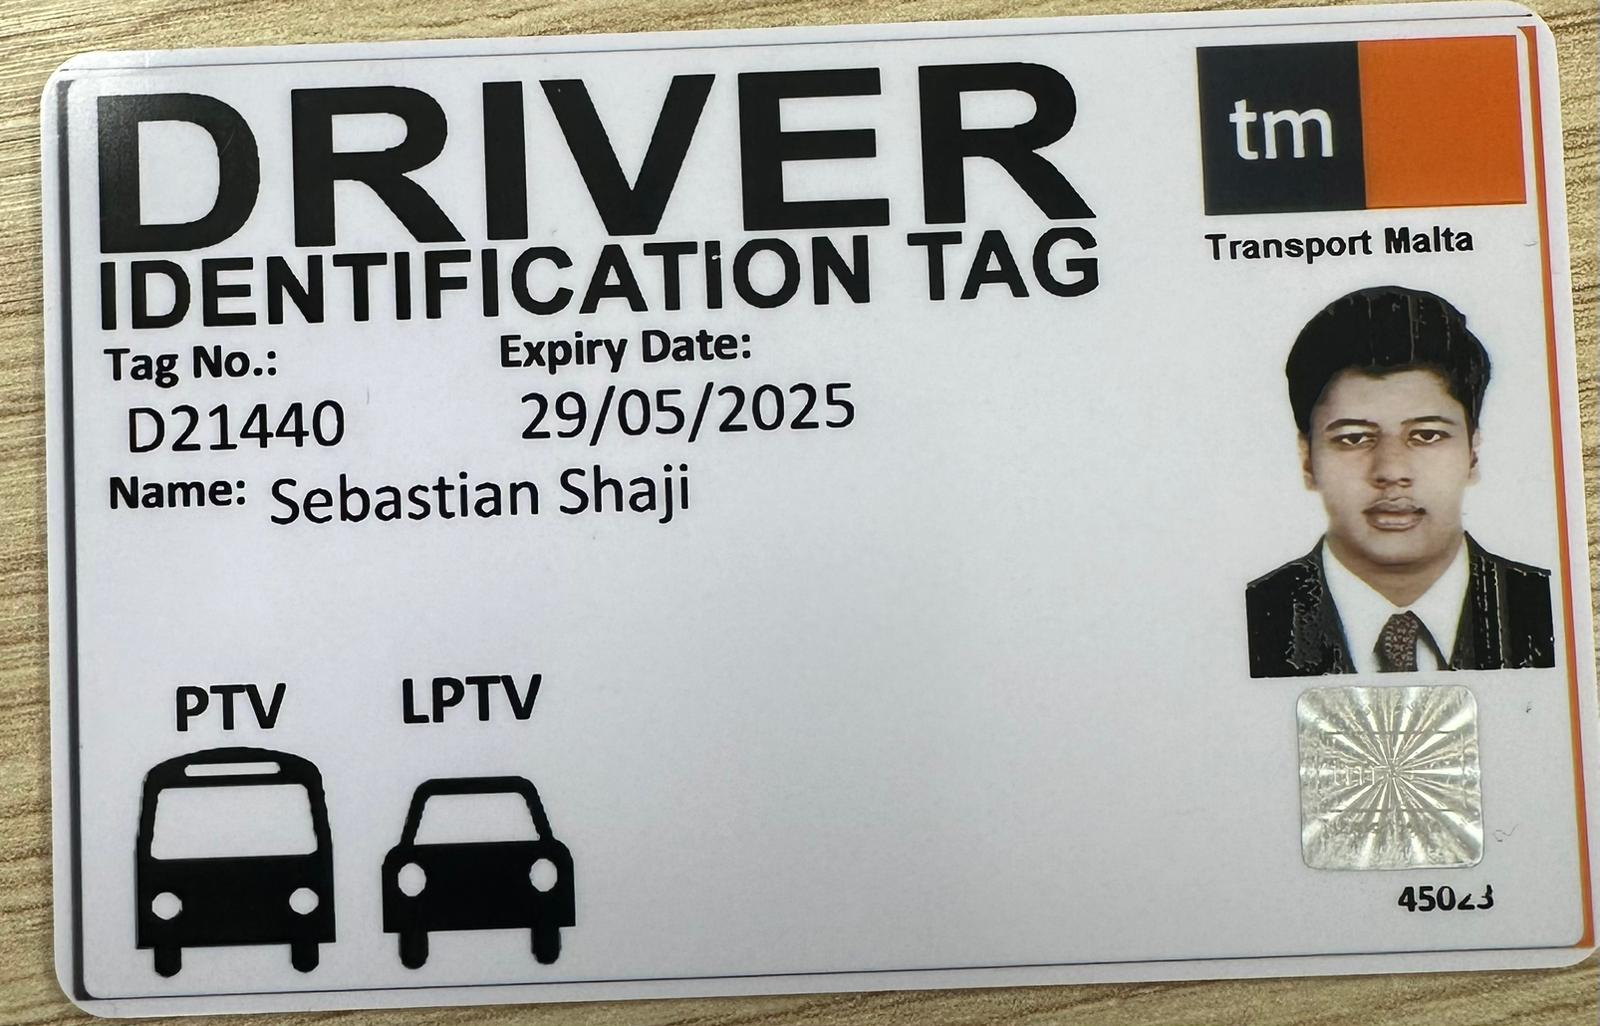 DRIVER
IDENTIFICATION TAG
tm
Transport Malta
Tag No.: Expiry Date:
D21440 29/05/2025
Name: Sebastian Shaji
PTV LPTV
45023